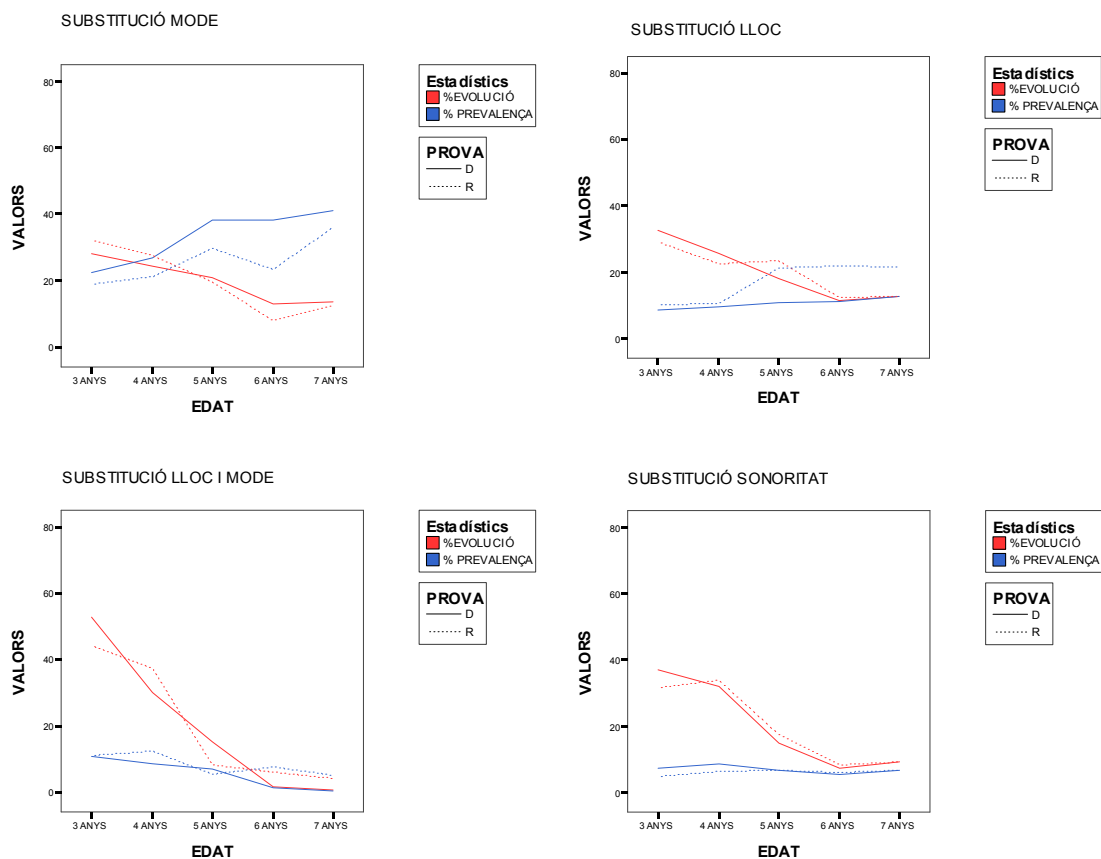 SUBSTITUCIÓ MODE
80
60
40
20
0
VALORS
3 ANYS 4 ANYS 5 ANYS 6 ANYS 7 ANYS
EDAT
Estadístics
%EVOLUCIÓ
% PREVALENÇA
PROVA
D
R
SUBSTITUCIÓ LLOC
80
60
40
20
0
VALORS
3 ANYS 4 ANYS 5 ANYS 6 ANYS 7 ANYS
EDAT
Estadístics
%EVOLUCIÓ
% PREVALENÇA
PROVA
D
R
SUBSTITUCIÓ LLOC I MODE
80
60
40
20
0
VALORS
3 ANYS 4 ANYS 5 ANYS 6 ANYS 7 ANYS
EDAT
Estadístics
%EVOLUCIÓ
% PREVALENÇA
PROVA
D
R
SUBSTITUCIÓ SONORITAT
80
60
40
20
0
VALORS
3 ANYS 4 ANYS 5 ANYS 6 ANYS 7 ANYS
EDAT
Estadístics
%EVOLUCIÓ
% PREVALENÇA
PROVA
D
R